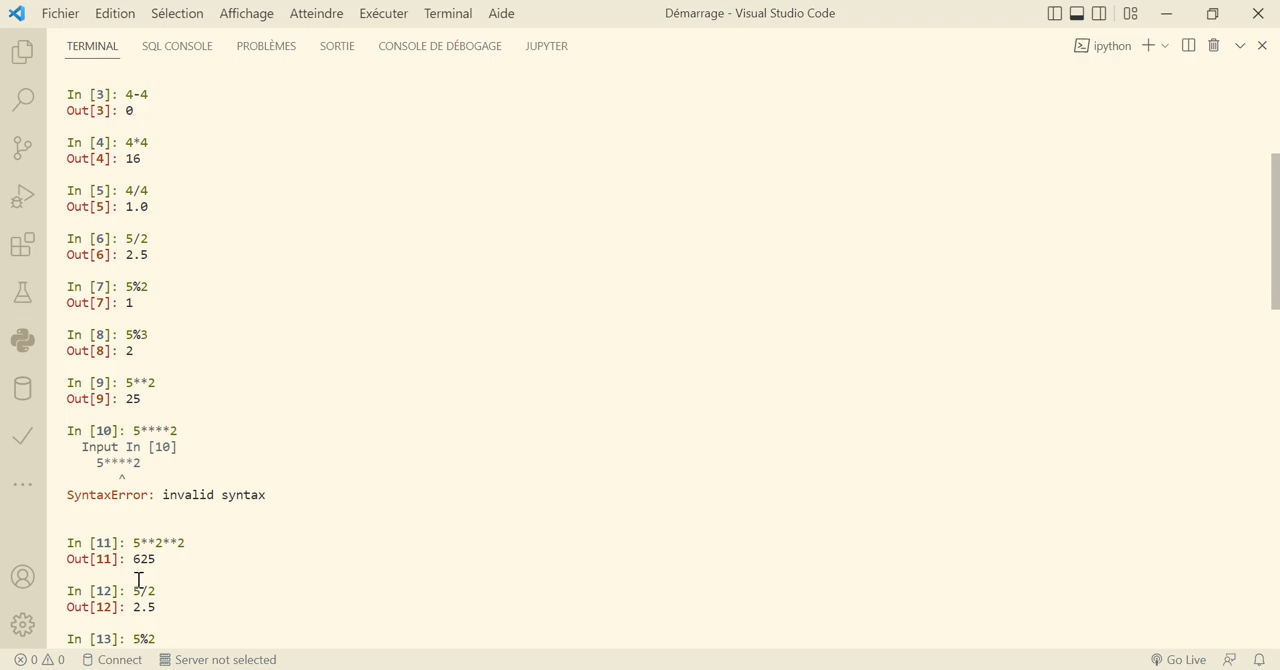 Fichier Edition Sélection Affichage Atteindre Exécuter Terminal Aide Démarrage - Visual Studio Code
TERMINAL SQL CONSOLE PROBLÈMES SORTIE CONSOLE DE DÉBOGAGE JUPYTER ipython
In [3]: 4-4
Out[3]: 0
In [4]: 4*4
Out[4]: 16
In [5]: 4/4
Out[5]: 1.0
In [6]: 5/2
Out[6]: 2.5
In [7]: 5%2
Out[7]: 1
In [8]: 5%3
Out[8]: 2
In [9]: 5**2
Out[9]: 25
In [10]: 5****2
Input In [10]
5****2
^
SyntaxError: invalid syntax
In [11]: 5**2**2
Out[11]: 625
In [12]: 5/2
Out[12]: 2.5
In [13]: 5%2
0 0 Connect Server not selected Go Live